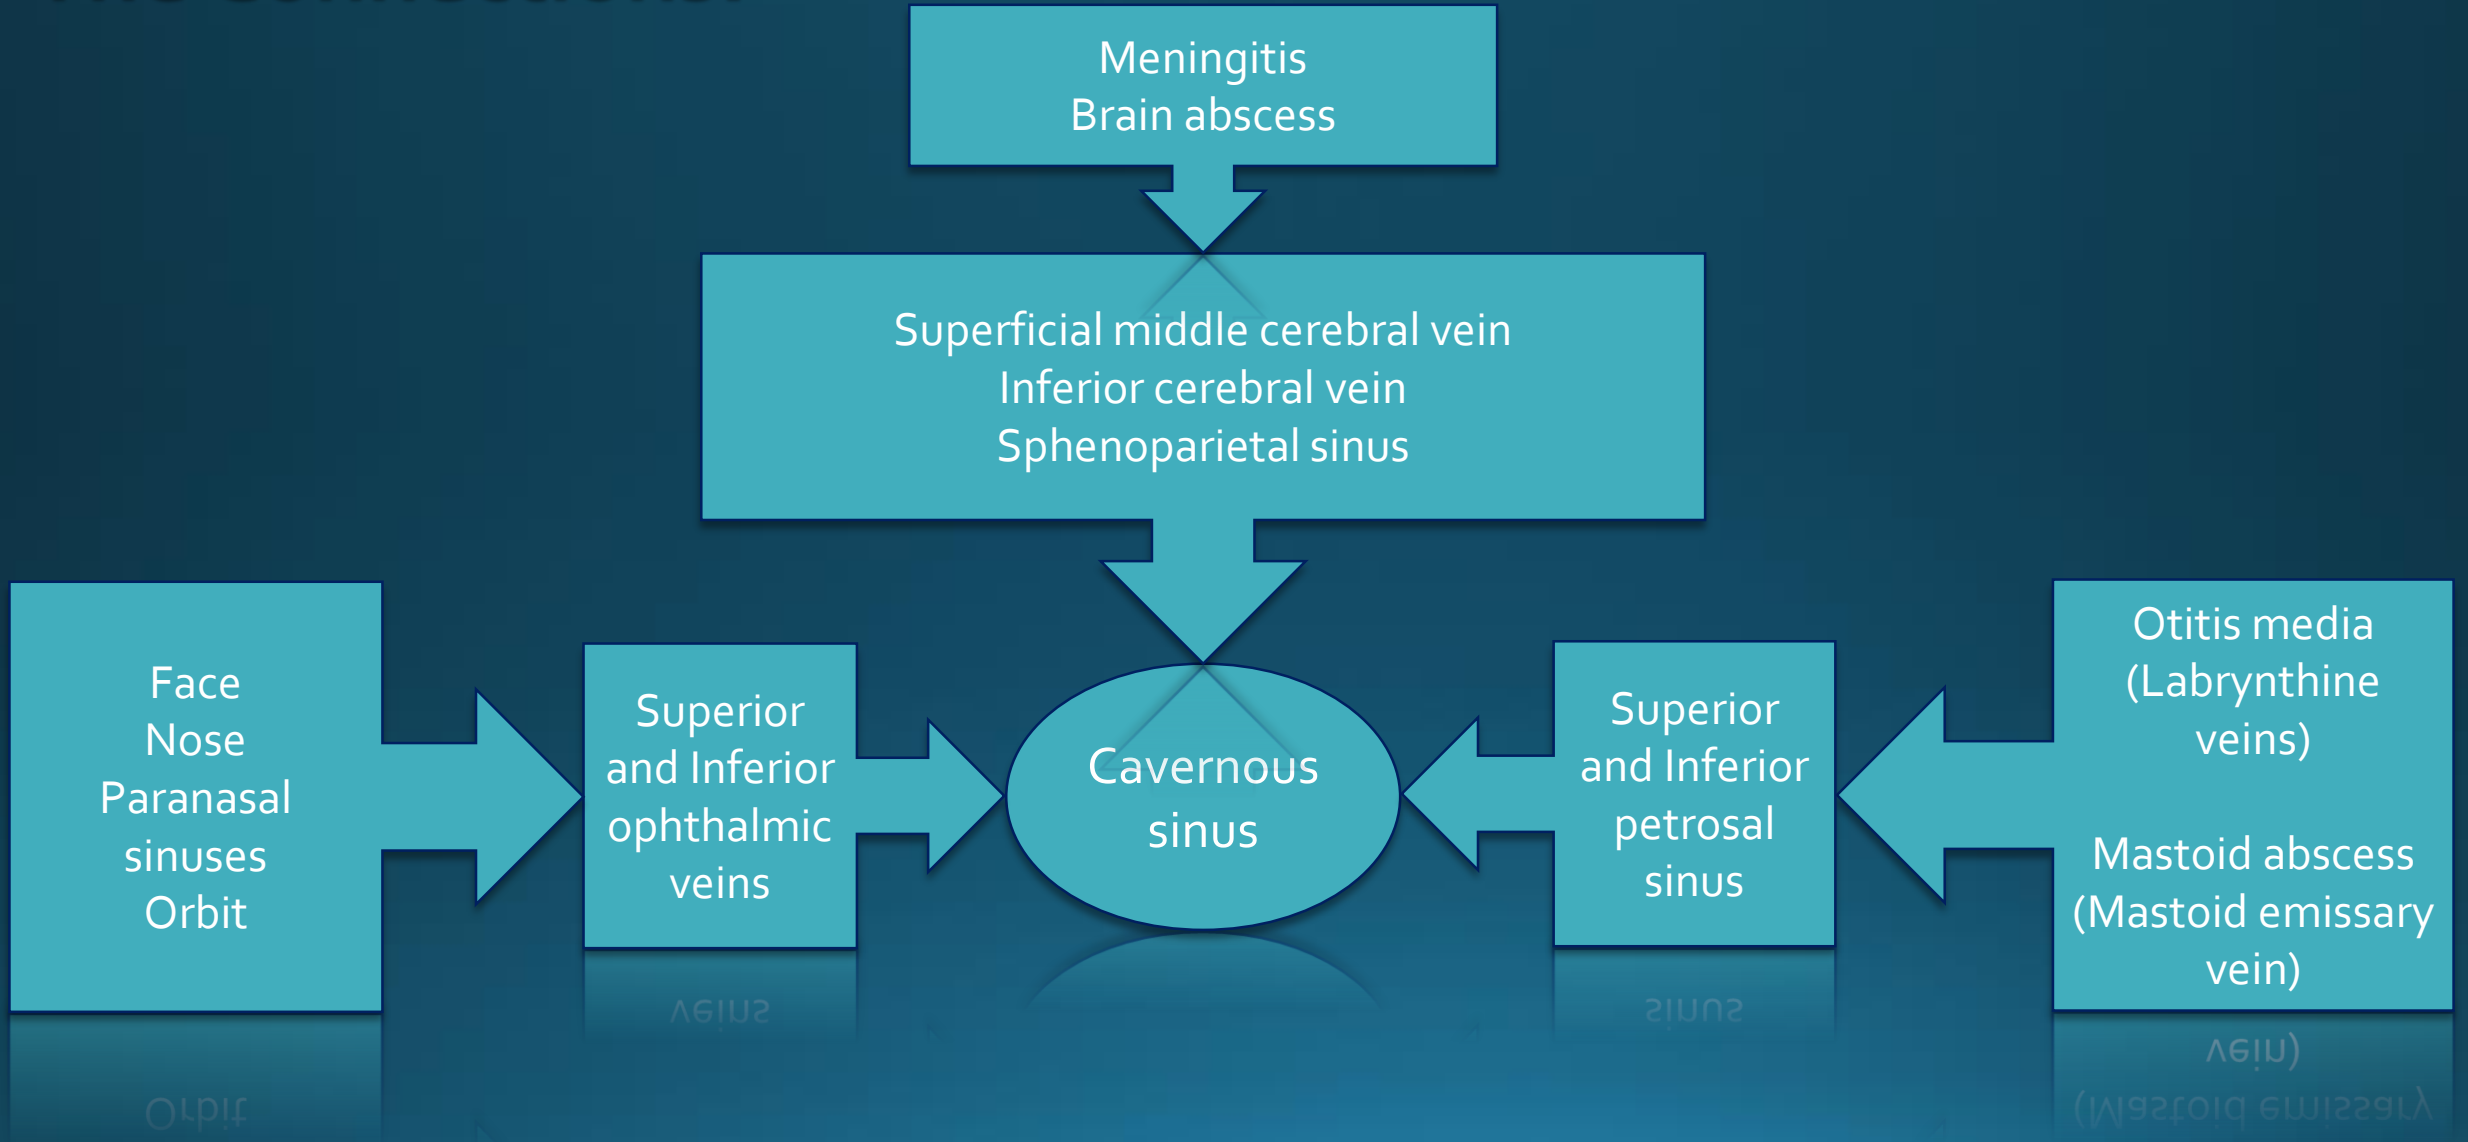 Meningitis
Brain abscess
Superficial middle cerebral vein
Inferior cerebral vein
Sphenoparietal sinus
Face
Nose
Paranasal
sinuses
Orbit
Superior
and Inferior
ophthalmic
veins
Cavernous
sinus
Superior
and Inferior
petrosal
sinus
Otitis media
(Labrynthine
veins)
Mastoid abscess
(Mastoid emissary
vein)